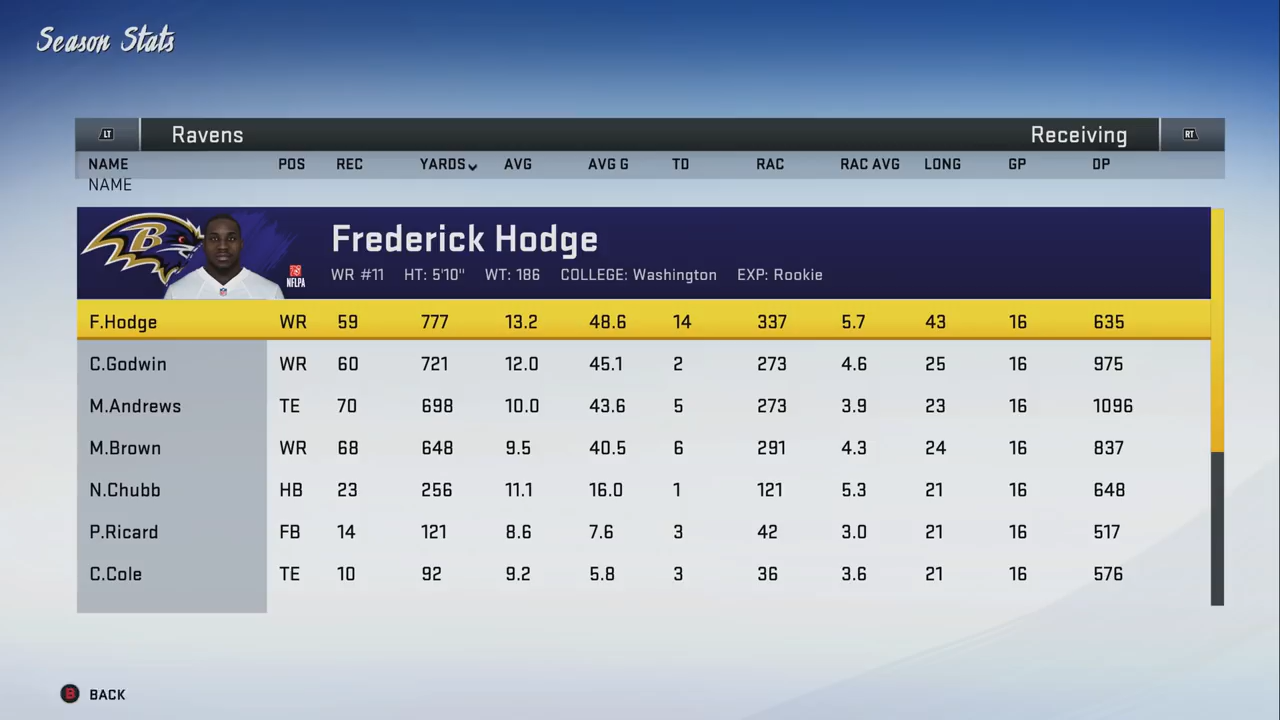 Season Stats
LT Ravens Receiving RT
NAME POS REC YARDS AVG AVG G TD RAC RAC AVG LONG GP DP
NAME
B
Frederick Hodge
WR #11 HT: 5'10" WT: 186 COLLEGE: Washington EXP: Rookie
NFLPA
F.Hodge WR 59 777 13.2 48.6 14 337 5.7 43 16 635
C.Godwin WR 60 721 12.0 45.1 2 273 4.6 25 16 975
M.Andrews TE 70 698 10.0 43.6 5 273 3.9 23 16 1096
M.Brown WR 68 648 9.5 40.5 6 291 4.3 24 16 837
N.Chubb HB 23 256 11.1 16.0 1 121 5.3 21 16 648
P.Ricard FB 14 121 8.6 7.6 3 42 3.0 21 16 517
C.Cole TE 10 92 9.2 5.8 3 36 3.6 21 16 576
B BACK